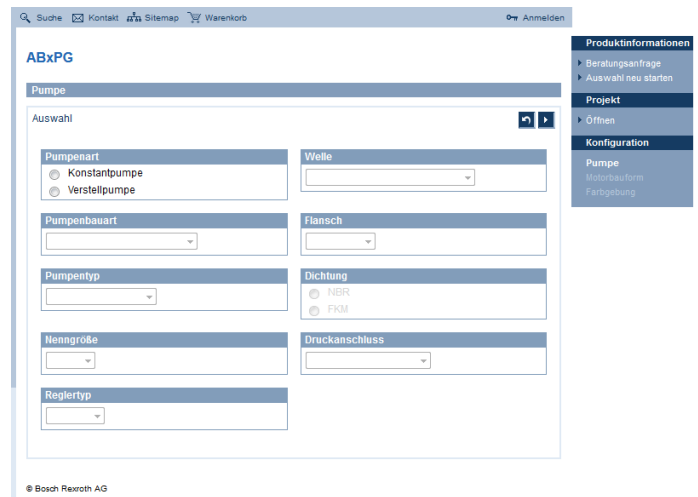 Suche Kontakt Sitemap Warenkorb Anmelden
ABxPG
Pumpe
Auswahl
Pumpenart
Konstantpumpe
Verstellpumpe
Pumpenbauart
Pumpentyp
Nenngröße
Reglertyp
Welle
Flansch
Dichtung
NBR
FKM
Druckanschluss
Produktinformationen
Beratungsanfrage
Auswahl neu starten
Projekt
Öffnen
Konfiguration
Pumpe
Motorbauform
Farbgebung
© Bosch Rexroth AG